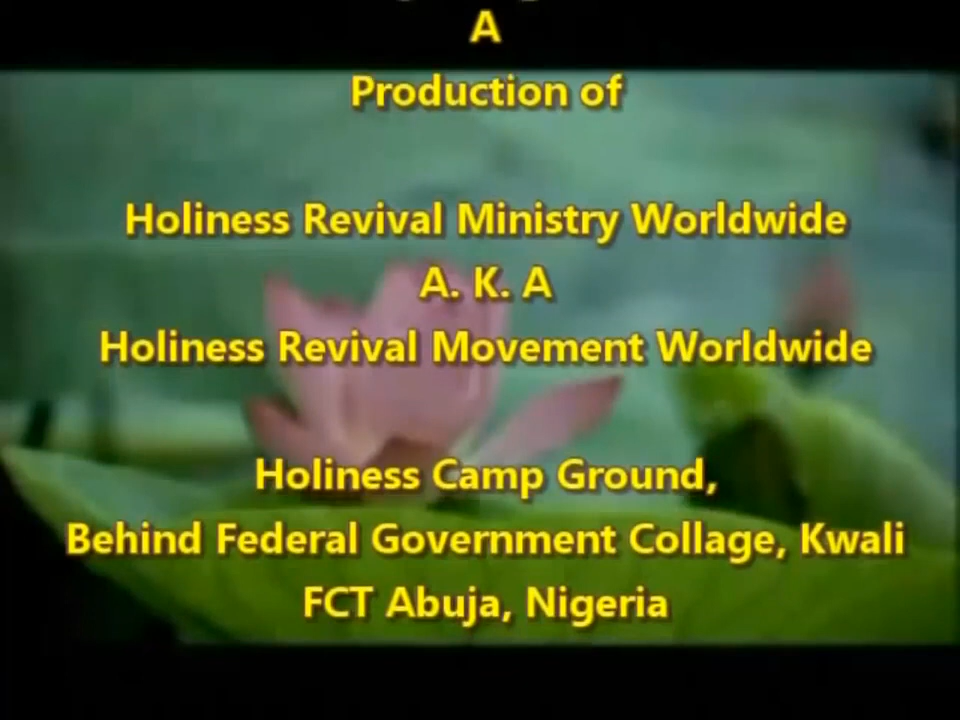 A
Production of
Holiness Revival Ministry Worldwide
A. K. A
Holiness Revival Movement Worldwide
Holiness Camp Ground,
Behind Federal Government Collage, Kwali
FCT Abuja, Nigeria